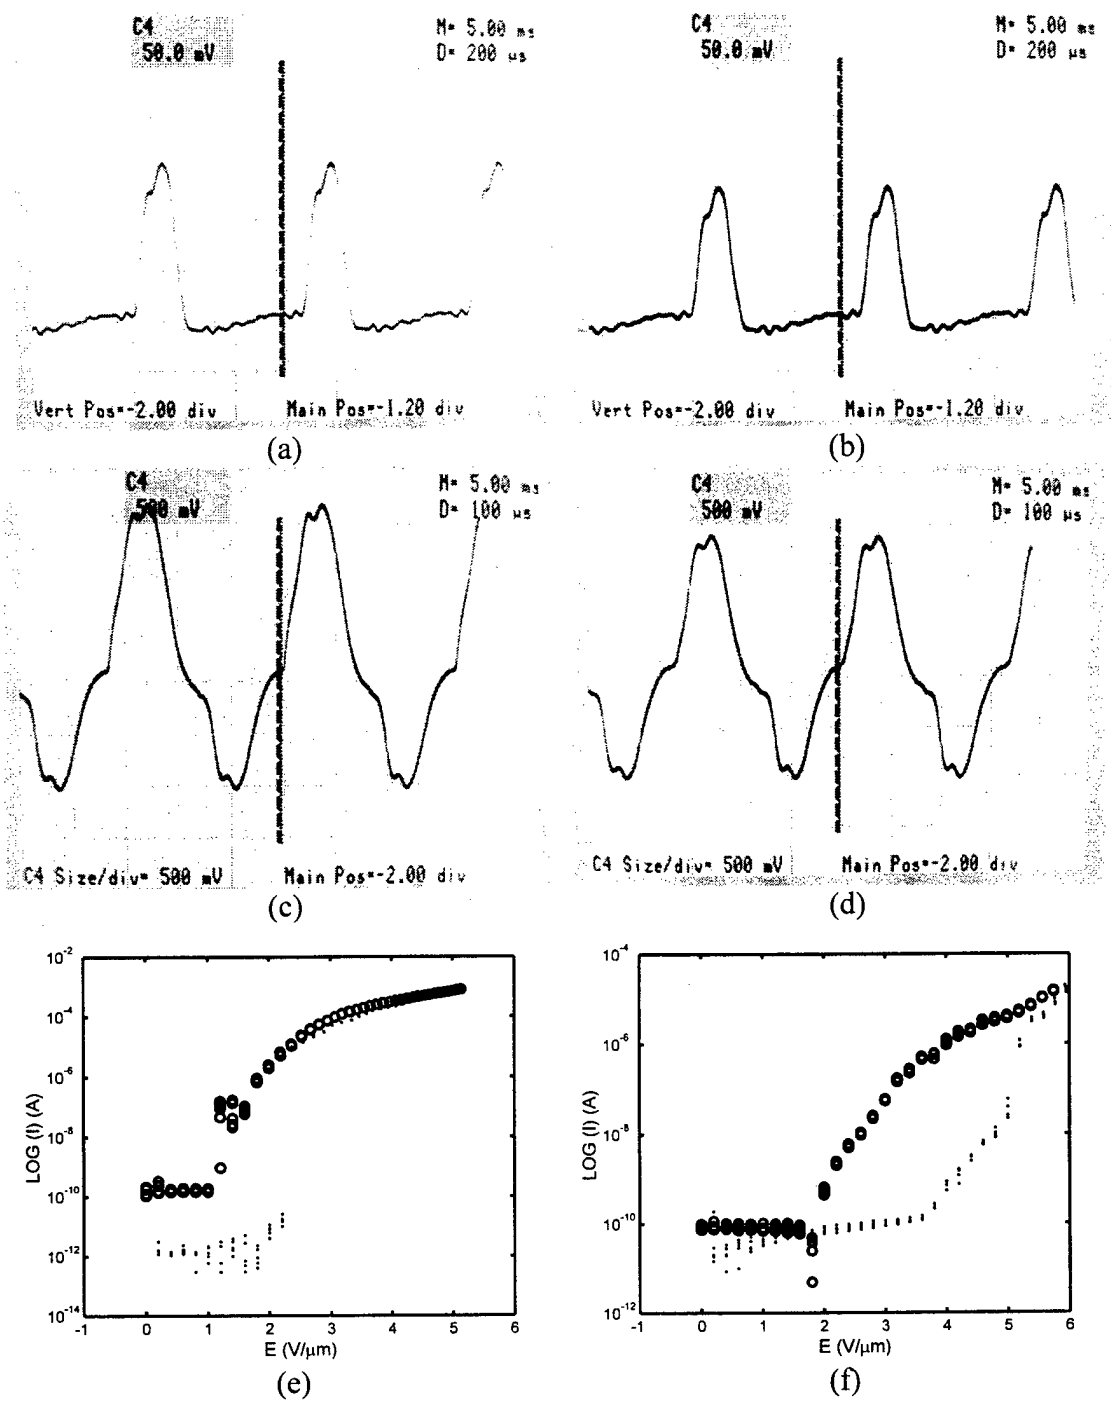 C4
50.0 mV
M= 5.00 ms
D= 200 µs
Vert Pos=-2.00 div
Main Pos=-1.20 div
(a)
C4
50.0 mV
M= 5.00 ms
D= 200 µs
Vert Pos=-2.00 div
Main Pos=-1.20 div
(b)
C4
500 mV
M= 5.00 ms
D= 100 µs
C4 Size/div= 500 mV
Main Pos=-2.00 div
(c)
C4
500 mV
M= 5.00 ms
D= 100 µs
C4 Size/div= 500 mV
Main Pos=-2.00 div
(d)
LOG (I) (A)
10^-2
10^-4
10^-6
10^-8
10^-10
10^-12
10^-14
-1 0 1 2 3 4 5 6
E (V/µm)
(e)
LOG (I) (A)
10^-4
10^-6
10^-8
10^-10
10^-12
-1 0 1 2 3 4 5 6
E (V/µm)
(f)